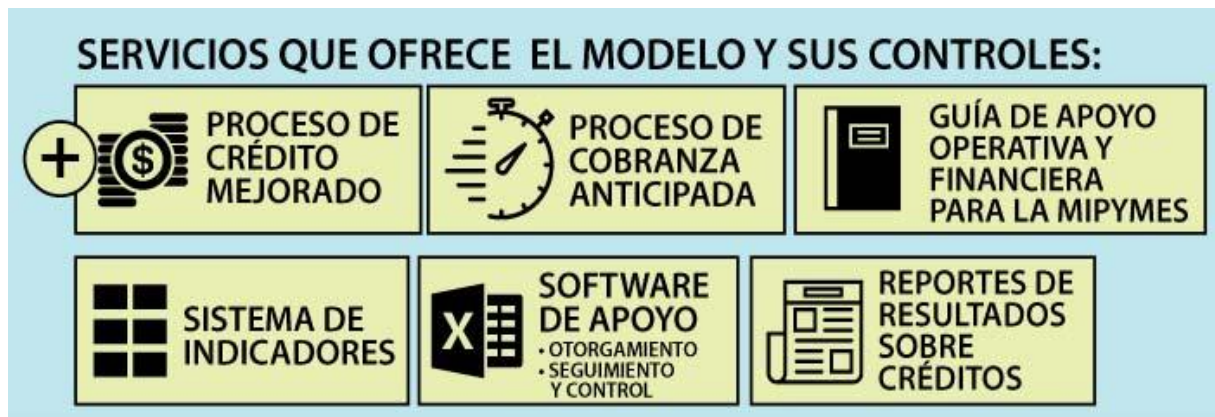 SERVICIOS QUE OFRECE EL MODELO Y SUS CONTROLES:
+
$
PROCESO DE
CRÉDITO
MEJORADO
PROCESO DE
COBRANZA
ANTICIPADA
GUÍA DE APOYO
OPERATIVA Y
FINANCIERA
PARA LA MIPYMES
SISTEMA DE
INDICADORES
X
SOFTWARE
DE APOYO
• OTORGAMIENTO
• SEGUIMIENTO
Y CONTROL
REPORTES DE
RESULTADOS
SOBRE
CRÉDITOS